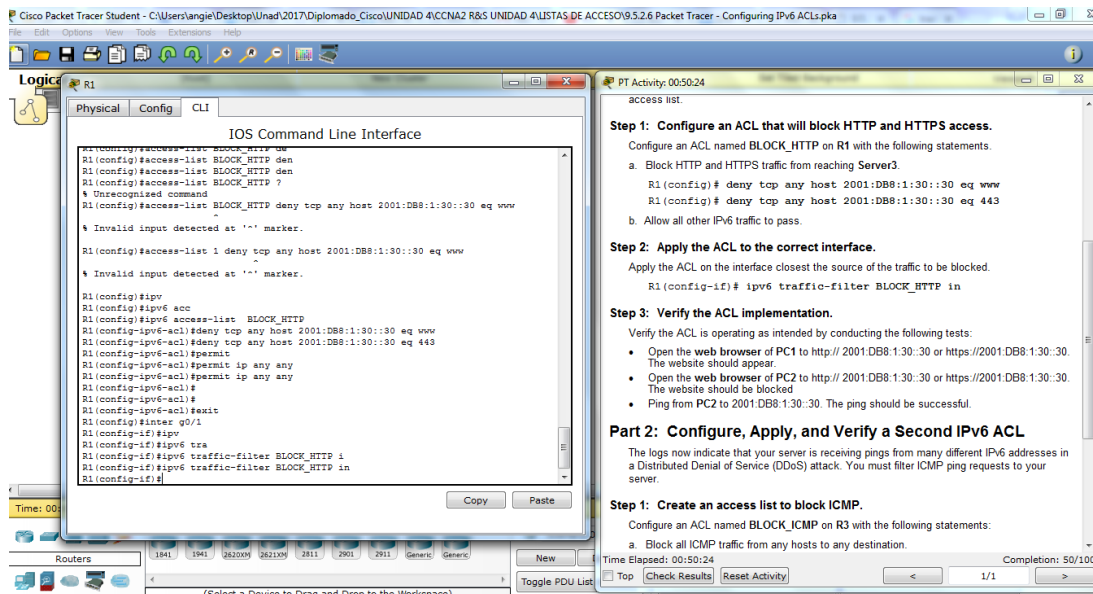 Cisco Packet Tracer Student - C:\Users\angie\Desktop\Unad\2017\Diplomado_Cisco\UNIDAD 4\CCNA2 R&S UNIDAD 4\LISTAS DE ACCESO\9.5.2.6 Packet Tracer - Configuring IPv6 ACLs.pka
File Edit Options View Tools Extensions Help
Logica
R1
Physical Config CLI
IOS Command Line Interface
R1(config)#access-list BLOCK_HTTP de
R1(config)#access-list BLOCK_HTTP den
R1(config)#access-list BLOCK_HTTP den
R1(config)#access-list BLOCK_HTTP ?
% Unrecognized command
R1(config)#access-list BLOCK_HTTP deny tcp any host 2001:DB8:1:30::30 eq www
^
% Invalid input detected at '^' marker.
R1(config)#access-list 1 deny tcp any host 2001:DB8:1:30::30 eq www
^
% Invalid input detected at '^' marker.
R1(config)#ipv
R1(config)#ipv6 acc
R1(config)#ipv6 access-list  BLOCK_HTTP
R1(config-ipv6-acl)#deny tcp any host 2001:DB8:1:30::30 eq www
R1(config-ipv6-acl)#deny tcp any host 2001:DB8:1:30::30 eq 443
R1(config-ipv6-acl)#permit
R1(config-ipv6-acl)#permit ip any any
R1(config-ipv6-acl)#permit ip any any
R1(config-ipv6-acl)#
R1(config-ipv6-acl)#
R1(config-ipv6-acl)#exit
R1(config)#inter g0/1
R1(config-if)#ipv
R1(config-if)#ipv6 tra
R1(config-if)#ipv6 traffic-filter BLOCK_HTTP i
R1(config-if)#ipv6 traffic-filter BLOCK_HTTP in
R1(config-if)#
Copy Paste
Time: 00:
Routers
1841 1941 2620XM 2621XM 2811 2901 2911 Generic Generic
(Select a Device to Drag and Drop to the Workspace)
New
Toggle PDU List
PT Activity: 00:50:24
access list.
Step 1: Configure an ACL that will block HTTP and HTTPS access.
Configure an ACL named BLOCK_HTTP on R1 with the following statements.
a. Block HTTP and HTTPS traffic from reaching Server3.
R1(config)# deny tcp any host 2001:DB8:1:30::30 eq www
R1(config)# deny tcp any host 2001:DB8:1:30::30 eq 443
b. Allow all other IPv6 traffic to pass.
Step 2: Apply the ACL to the correct interface.
Apply the ACL on the interface closest the source of the traffic to be blocked.
R1(config-if)# ipv6 traffic-filter BLOCK_HTTP in
Step 3: Verify the ACL implementation.
Verify the ACL is operating as intended by conducting the following tests:
• Open the web browser of PC1 to http:// 2001:DB8:1:30::30 or https://2001:DB8:1:30::30.
The website should appear.
• Open the web browser of PC2 to http:// 2001:DB8:1:30::30 or https://2001:DB8:1:30::30.
The website should be blocked
• Ping from PC2 to 2001:DB8:1:30::30. The ping should be successful.
Part 2: Configure, Apply, and Verify a Second IPv6 ACL
The logs now indicate that your server is receiving pings from many different IPv6 addresses in
a Distributed Denial of Service (DDoS) attack. You must filter ICMP ping requests to your
server.
Step 1: Create an access list to block ICMP.
Configure an ACL named BLOCK_ICMP on R3 with the following statements:
a. Block all ICMP traffic from any hosts to any destination.
Time Elapsed: 00:50:24 Completion: 50/100
Top Check Results Reset Activity < 1/1 >